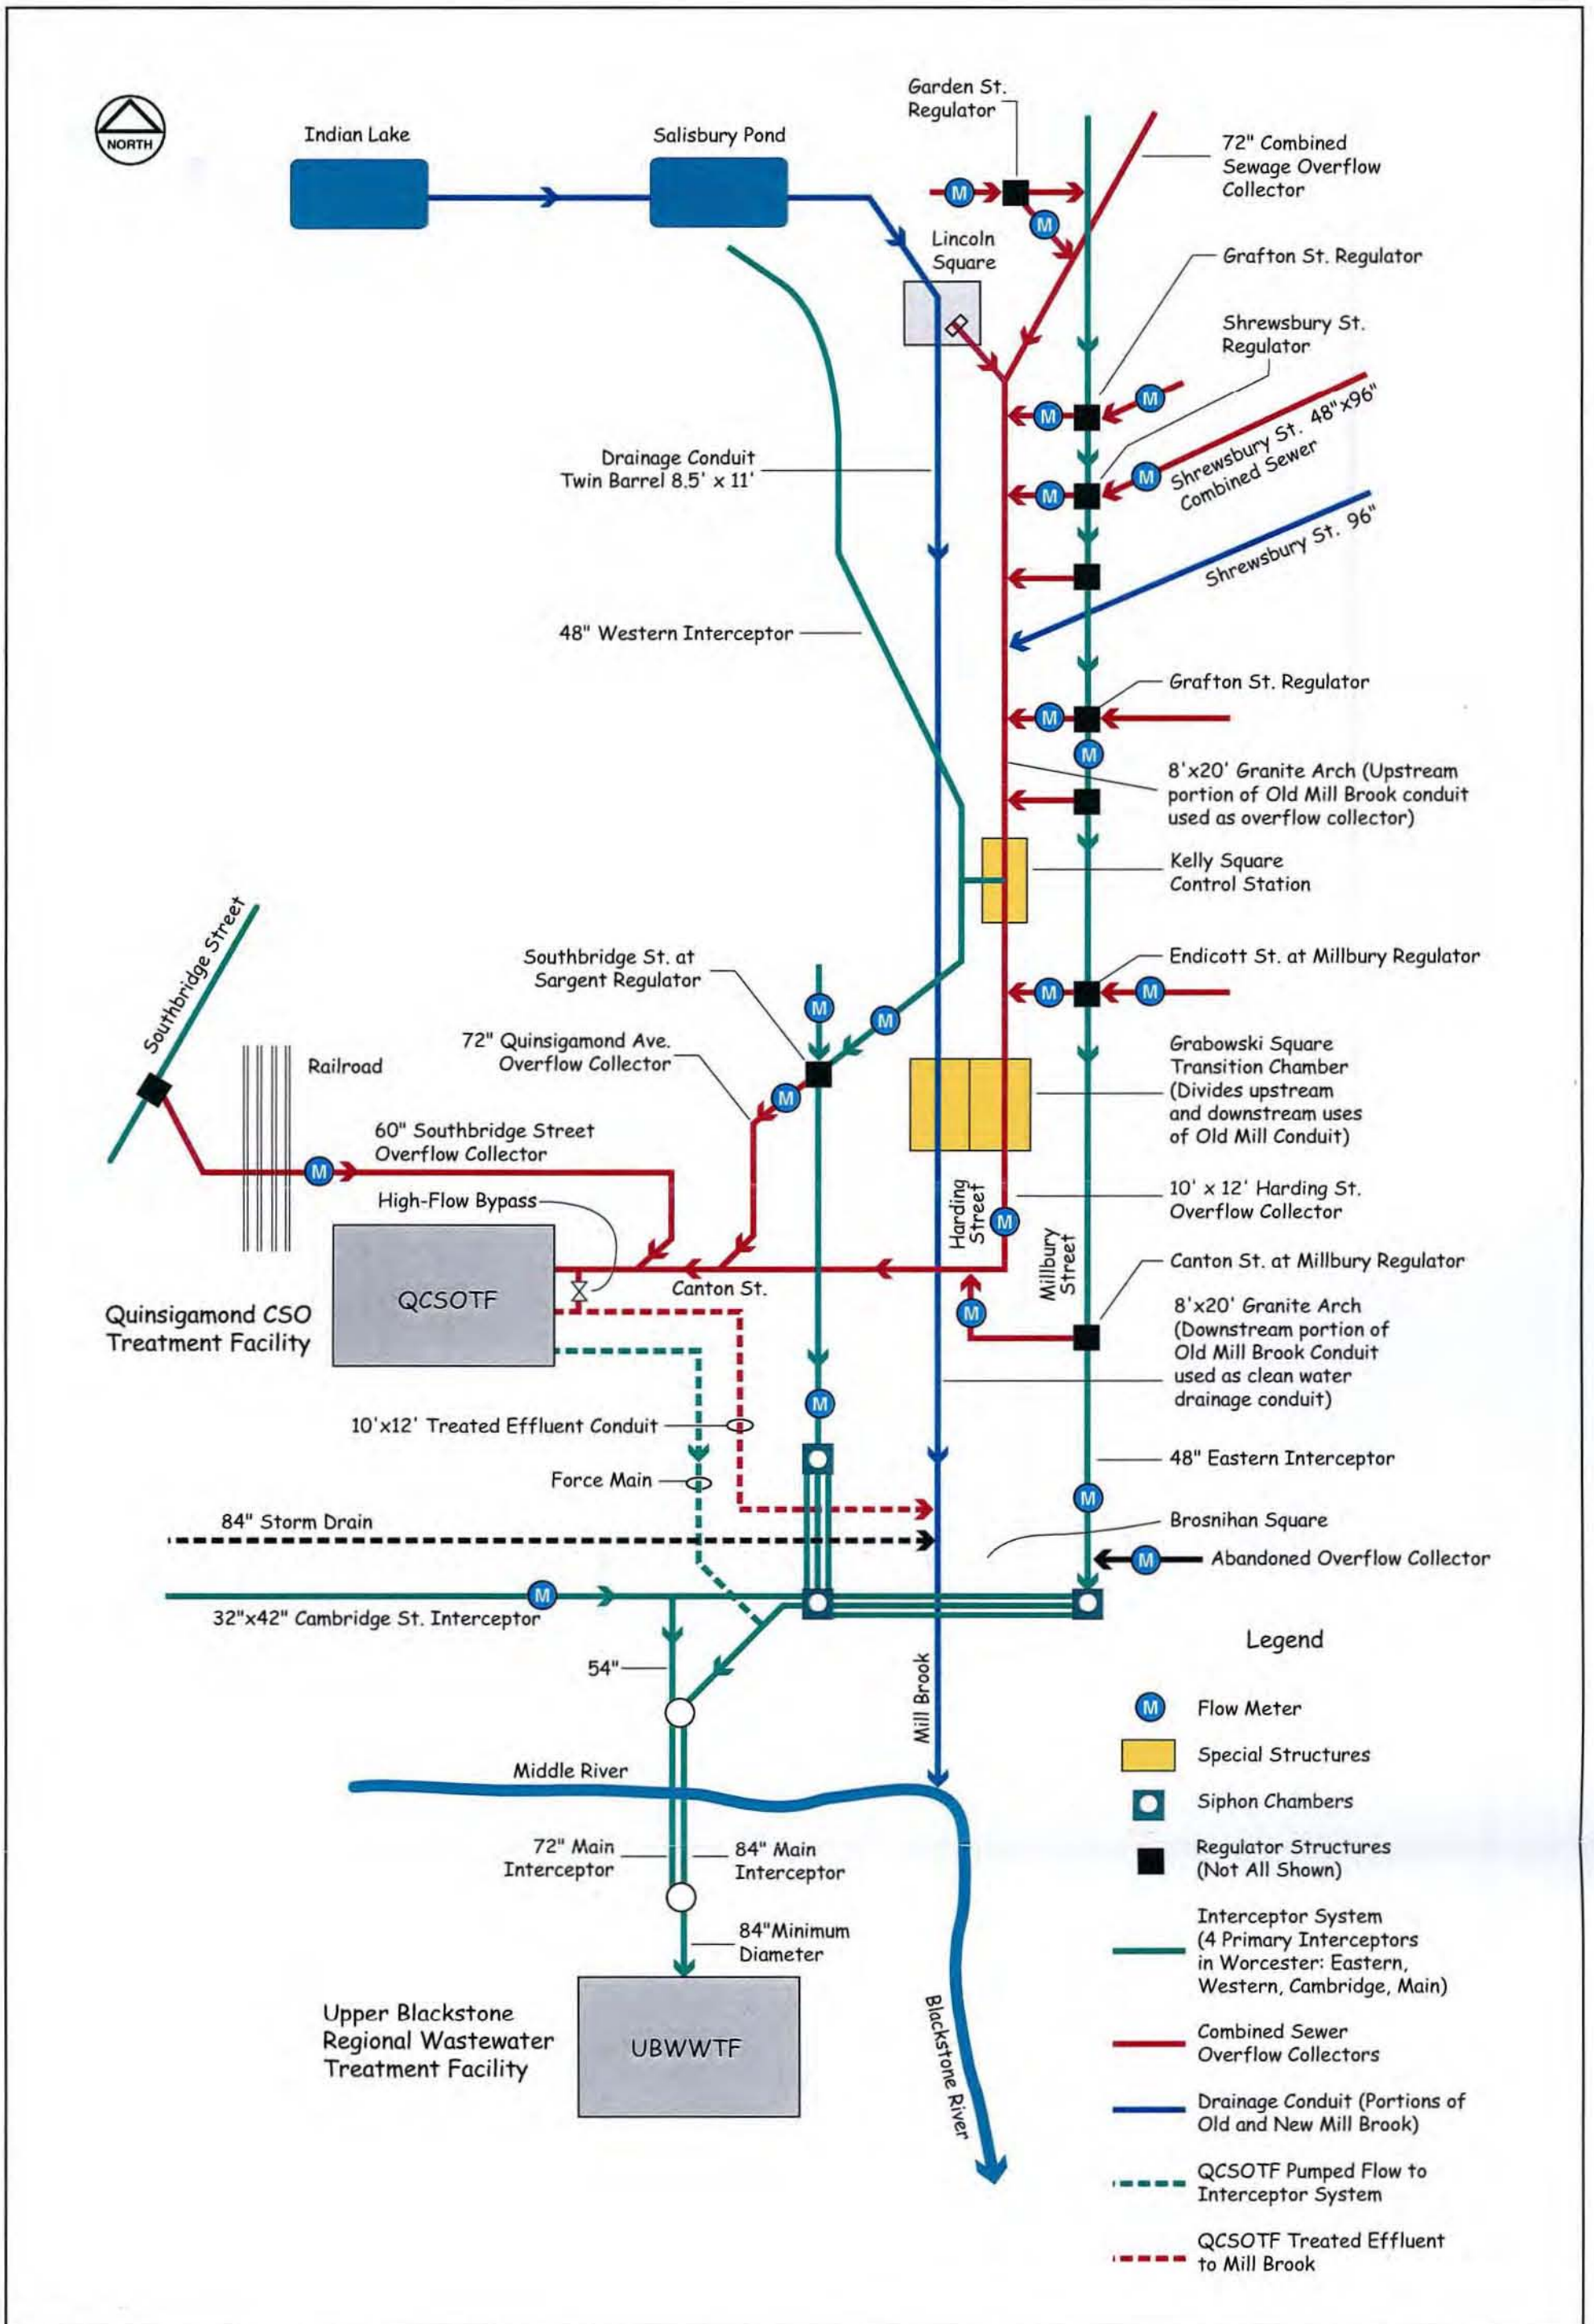 NORTH
Indian Lake
Salisbury Pond
Garden St.
Regulator
72" Combined
Sewage Overflow
Collector
M
M
Lincoln
Square
Grafton St. Regulator
Shrewsbury St.
Regulator
M
M
Shrewsbury St. 48"x96"
Combined Sewer
M
M
Drainage Conduit
Twin Barrel 8.5' x 11'
Shrewsbury St. 96"
48" Western Interceptor
Grafton St. Regulator
M
M
8'x20' Granite Arch (Upstream
portion of Old Mill Brook conduit
used as overflow collector)
Kelly Square
Control Station
Southbridge Street
Southbridge St. at
Sargent Regulator
Endicott St. at Millbury Regulator
M
M
M
M
72" Quinsigamond Ave.
Overflow Collector
Railroad
M
Grabowski Square
Transition Chamber
(Divides upstream
and downstream uses
of Old Mill Conduit)
60" Southbridge Street
Overflow Collector
M
High-Flow Bypass
Harding
Street
M
10' x 12' Harding St.
Overflow Collector
Millbury
Street
Canton St. at Millbury Regulator
Canton St.
QCSOTF
Quinsigamond CSO
Treatment Facility
M
8'x20' Granite Arch
(Downstream portion of
Old Mill Brook Conduit
used as clean water
drainage conduit)
M
10'x12' Treated Effluent Conduit
48" Eastern Interceptor
Force Main
M
84" Storm Drain
Brosnihan Square
M
Abandoned Overflow Collector
M
32"x42" Cambridge St. Interceptor
54"
Mill Brook
Middle River
72" Main
Interceptor
84" Main
Interceptor
84"Minimum
Diameter
Upper Blackstone
Regional Wastewater
Treatment Facility
UBWWTF
Blackstone River
Legend
M
Flow Meter
Special Structures
Siphon Chambers
Regulator Structures
(Not All Shown)
Interceptor System
(4 Primary Interceptors
in Worcester: Eastern,
Western, Cambridge, Main)
Combined Sewer
Overflow Collectors
Drainage Conduit (Portions of
Old and New Mill Brook)
QCSOTF Pumped Flow to
Interceptor System
QCSOTF Treated Effluent
to Mill Brook